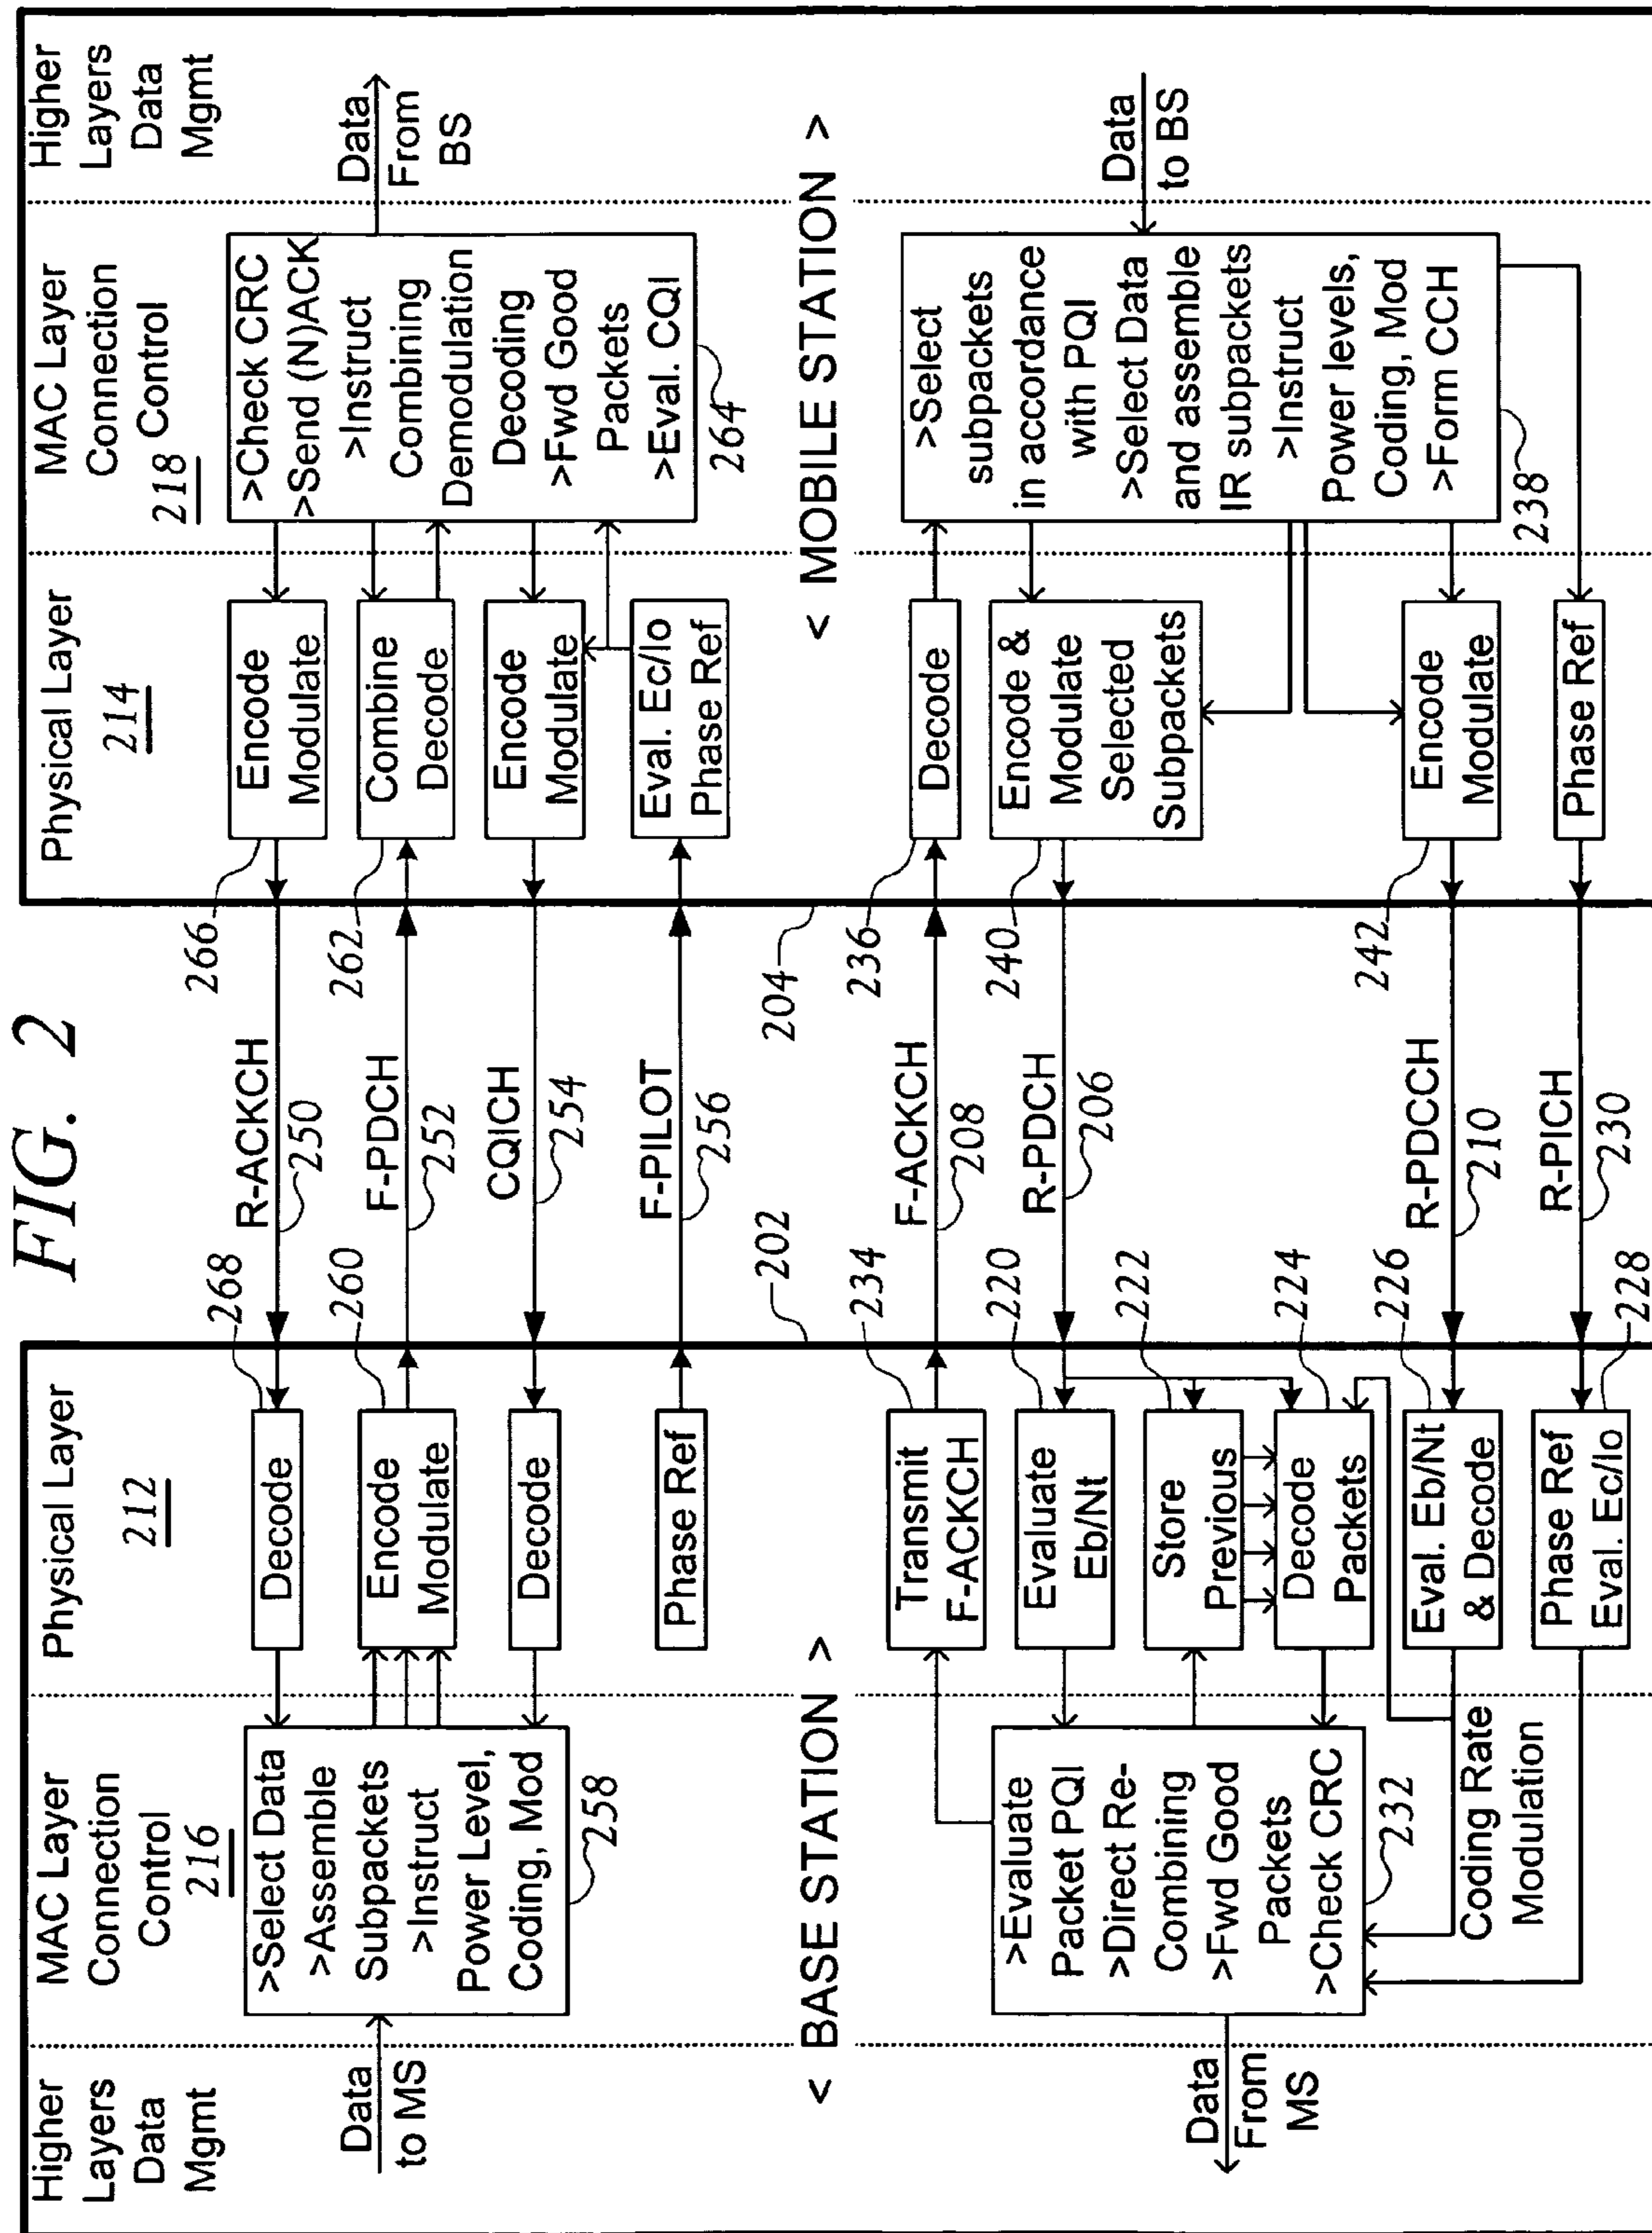 FIG. 2
Higher
Layers
Data
Mgmt
MAC Layer
Connection
Control
216
Physical Layer
212
Data
to MS
>Select Data
>Assemble
Subpackets
>Instruct
Power Level,
Coding, Mod
258
Decode
268
Encode
Modulate
260
Decode
Phase Ref
< BASE STATION >
202
Data
From
MS
>Evaluate
Packet PQI
>Direct Re-
Combining
>Fwd Good
Packets
>Check CRC
232
Transmit
F-ACKCH
234
Evaluate
Eb/Nt
220
Store
Previous
222
Decode
Packets
224
Eval. Eb/Nt
& Decode
226
Phase Ref
Eval. Ec/Io
228
Coding Rate
Modulation
R-ACKCH
250
F-PDCH
252
CQICH
254
F-PILOT
256
F-ACKCH
208
R-PDCH
206
R-PDCCH
210
R-PICH
230
Physical Layer
214
MAC Layer
Connection
218 Control
Higher
Layers
Data
Mgmt
266
Encode
Modulate
262
Combine
Decode
Encode
Modulate
Eval. Ec/Io
Phase Ref
>Check CRC
>Send (N)ACK
>Instruct
Combining
Demodulation
Decoding
>Fwd Good
Packets
>Eval. CQI
264
Data
From
BS
< MOBILE STATION >
204
236
Decode
240
Encode &
Modulate
Selected
Subpackets
242
Encode
Modulate
Phase Ref
>Select
subpackets
in accordance
with PQI
>Select Data
and assemble
IR subpackets
>Instruct
Power levels,
Coding, Mod
>Form CCH
238
Data
to BS